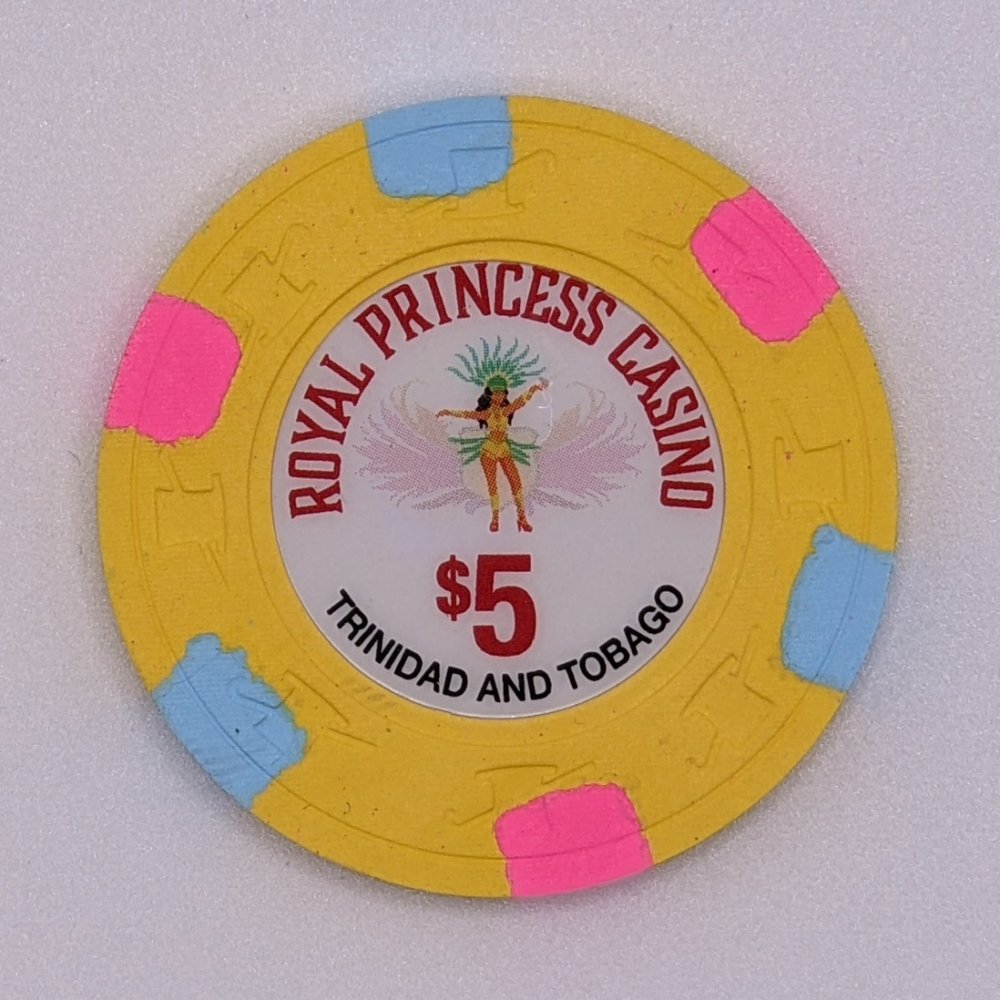 ROYAL PRINCESS CASINO
$5
TRINIDAD AND TOBAGO